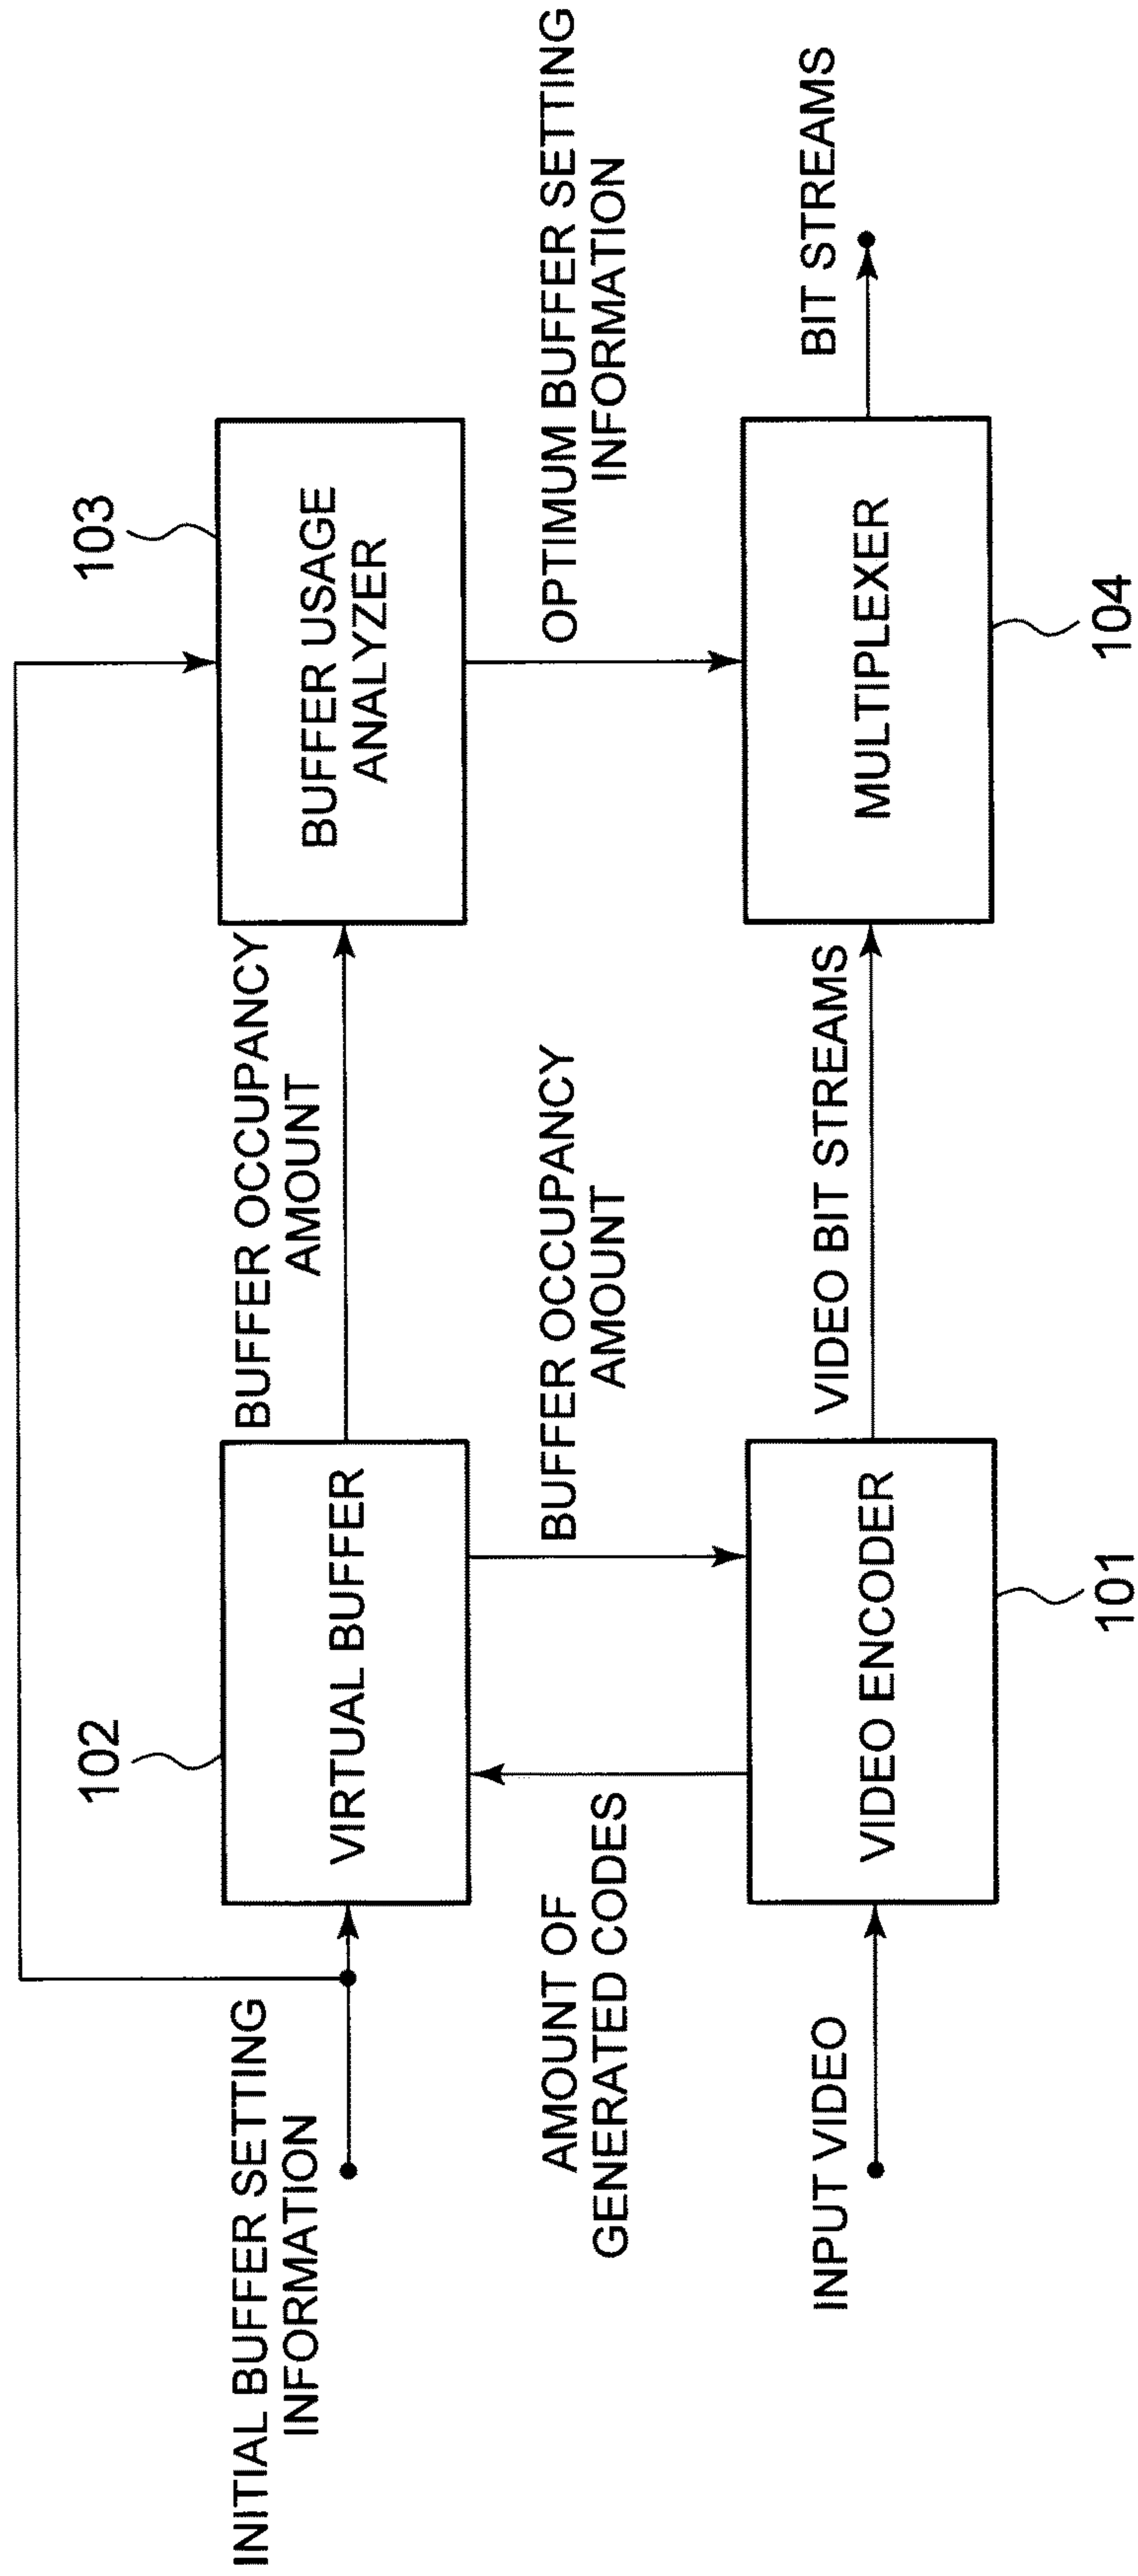 INITIAL BUFFER SETTING
INFORMATION
102
VIRTUAL BUFFER
BUFFER OCCUPANCY
AMOUNT
103
BUFFER USAGE
ANALYZER
AMOUNT OF
GENERATED CODES
BUFFER OCCUPANCY
AMOUNT
OPTIMUM BUFFER SETTING
INFORMATION
INPUT VIDEO
VIDEO ENCODER
101
VIDEO BIT STREAMS
MULTIPLEXER
104
BIT STREAMS